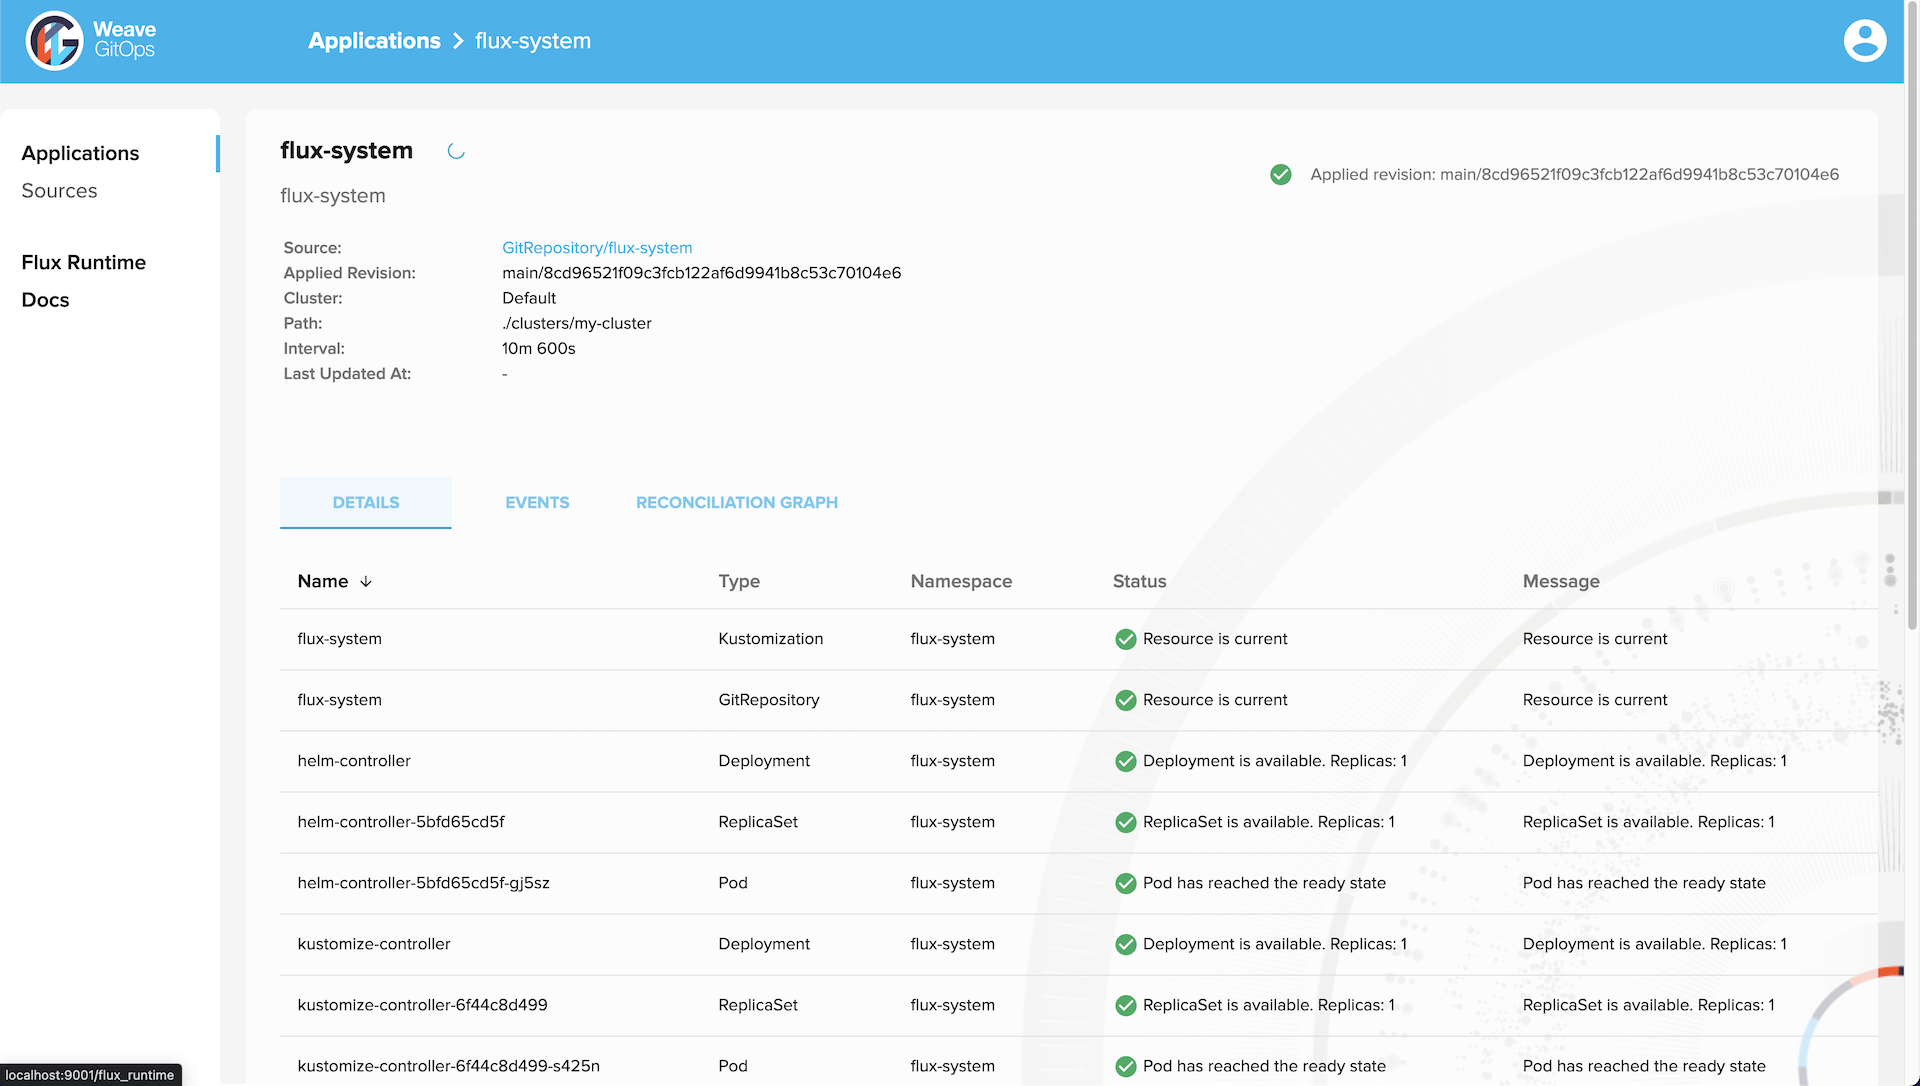 Weave
GitOps
Applications > flux-system
Applications
Sources
Flux Runtime
Docs
flux-system
flux-system
Applied revision: main/8cd96521f09c3fcb122af6d9941b8c53c70104e6
Source: GitRepository/flux-system
Applied Revision: main/8cd96521f09c3fcb122af6d9941b8c53c70104e6
Cluster: Default
Path: ./clusters/my-cluster
Interval: 10m 600s
Last Updated At: -
DETAILS EVENTS RECONCILIATION GRAPH
Name ↓ Type Namespace Status Message
flux-system Kustomization flux-system Resource is current Resource is current
flux-system GitRepository flux-system Resource is current Resource is current
helm-controller Deployment flux-system Deployment is available. Replicas: 1 Deployment is available. Replicas: 1
helm-controller-5bfd65cd5f ReplicaSet flux-system ReplicaSet is available. Replicas: 1 ReplicaSet is available. Replicas: 1
helm-controller-5bfd65cd5f-gj5sz Pod flux-system Pod has reached the ready state Pod has reached the ready state
kustomize-controller Deployment flux-system Deployment is available. Replicas: 1 Deployment is available. Replicas: 1
kustomize-controller-6f44c8d499 ReplicaSet flux-system ReplicaSet is available. Replicas: 1 ReplicaSet is available. Replicas: 1
kustomize-controller-6f44c8d499-s425n Pod flux-system Pod has reached the ready state Pod has reached the ready state
localhost:9001/flux_runtime